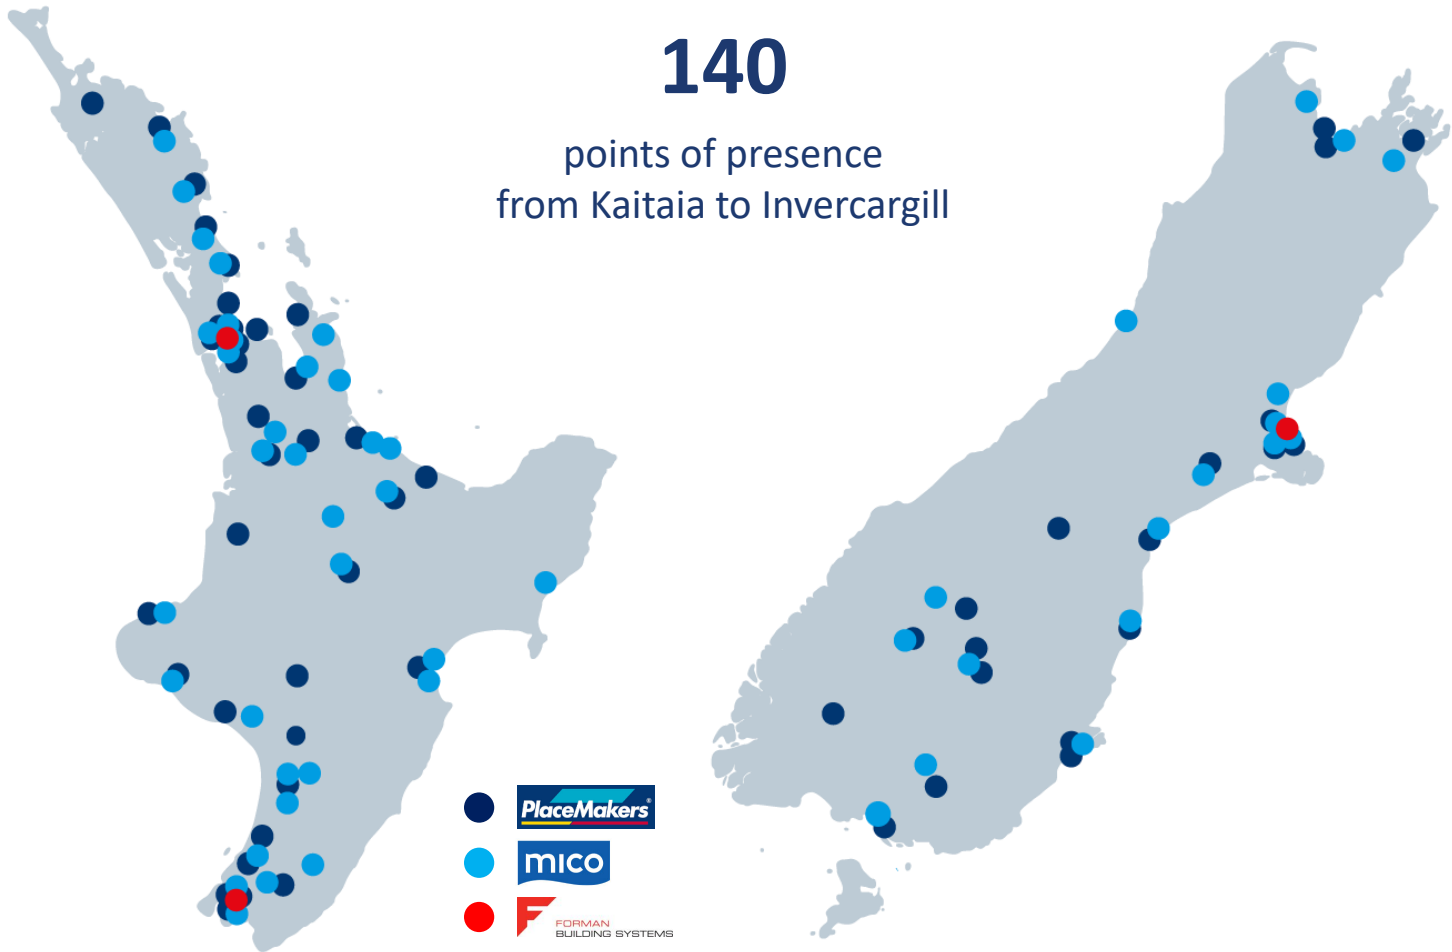 140
points of presence
from Kaitaia to Invercargill
PlaceMakers®
mico
FORMAN
BUILDING SYSTEMS